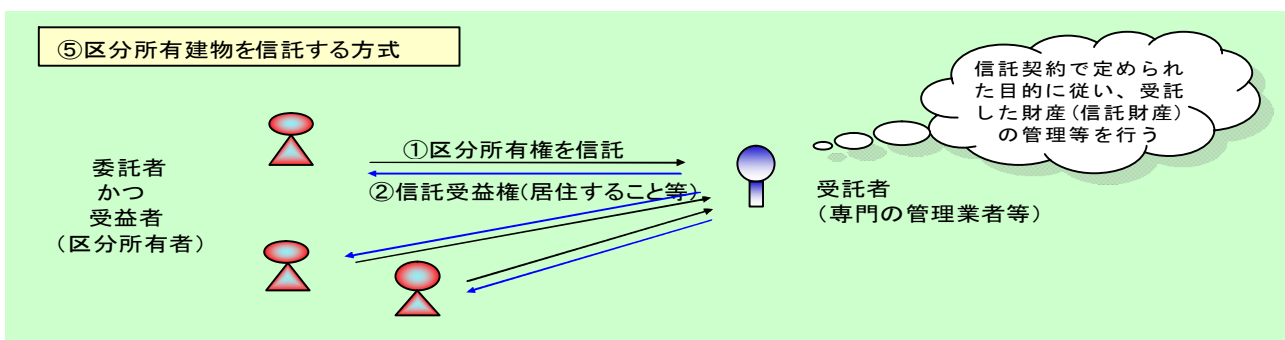 ⑤区分所有建物を信託する方式
信託契約で定められ
た目的に従い、受託
した財産(信託財産)
の管理等を行う
①区分所有権を信託
②信託受益権(居住すること等)
委託者
かつ
受益者
(区分所有者)
受託者
(専門の管理業者等)